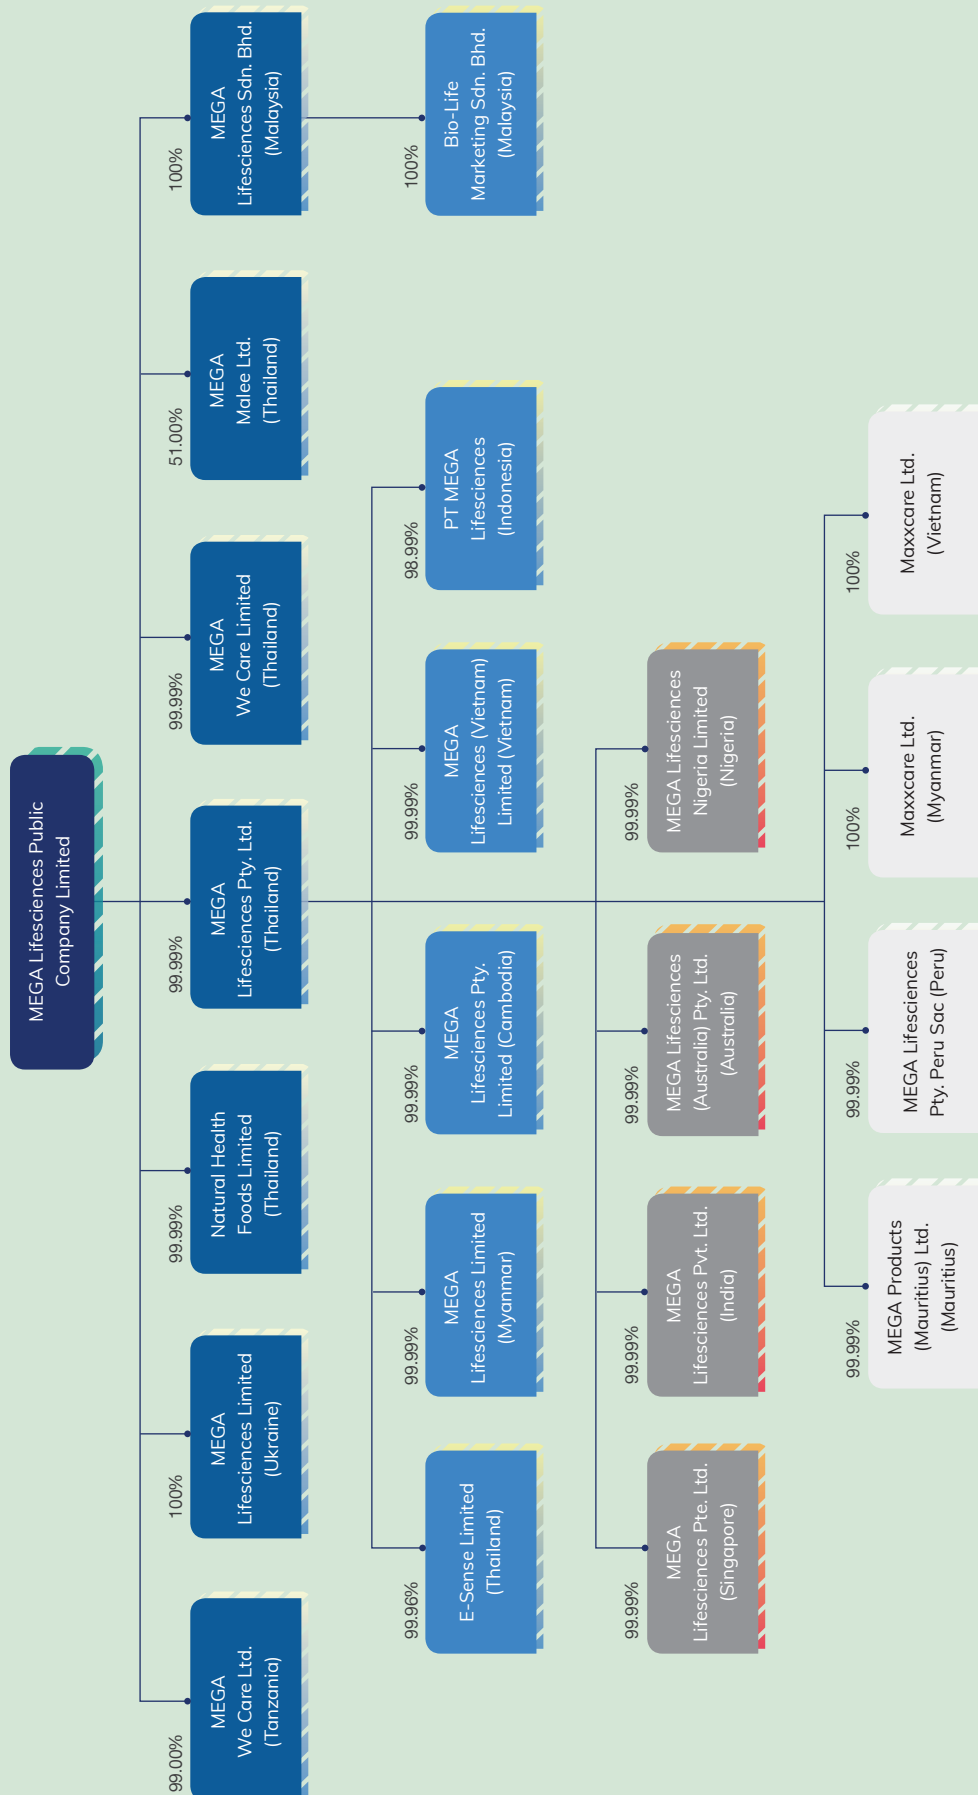 MEGA Lifesciences Public
Company Limited
99.00%
MEGA
We Care Ltd.
(Tanzania)
100%
MEGA
Lifesciences Limited
(Ukraine)
99.99%
Natural Health
Foods Limited
(Thailand)
99.99%
MEGA
Lifesciences Pty. Ltd.
(Thailand)
99.99%
MEGA
We Care Limited
(Thailand)
51.00%
MEGA
Malee Ltd.
(Thailand)
100%
MEGA
Lifesciences Sdn. Bhd.
(Malaysia)
99.96%
E-Sense Limited
(Thailand)
99.99%
MEGA
Lifesciences Limited
(Myanmar)
99.99%
MEGA
Lifesciences Pty.
Limited (Cambodia)
99.99%
MEGA
Lifesciences (Vietnam)
Limited (Vietnam)
98.99%
PT MEGA
Lifesciences
(Indonesia)
100%
Bio-Life
Marketing Sdn. Bhd.
(Malaysia)
99.99%
MEGA
Lifesciences Pte. Ltd.
(Singapore)
99.99%
MEGA
Lifesciences Pvt. Ltd.
(India)
99.99%
MEGA Lifesciences
(Australia) Pty. Ltd.
(Australia)
99.99%
MEGA Lifesciences
Nigeria Limited
(Nigeria)
99.99%
MEGA Products
(Mauritius) Ltd.
(Mauritius)
99.99%
MEGA Lifesciences
Pty. Peru Sac (Peru)
100%
Maxxcare Ltd.
(Myanmar)
100%
Maxxcare Ltd.
(Vietnam)